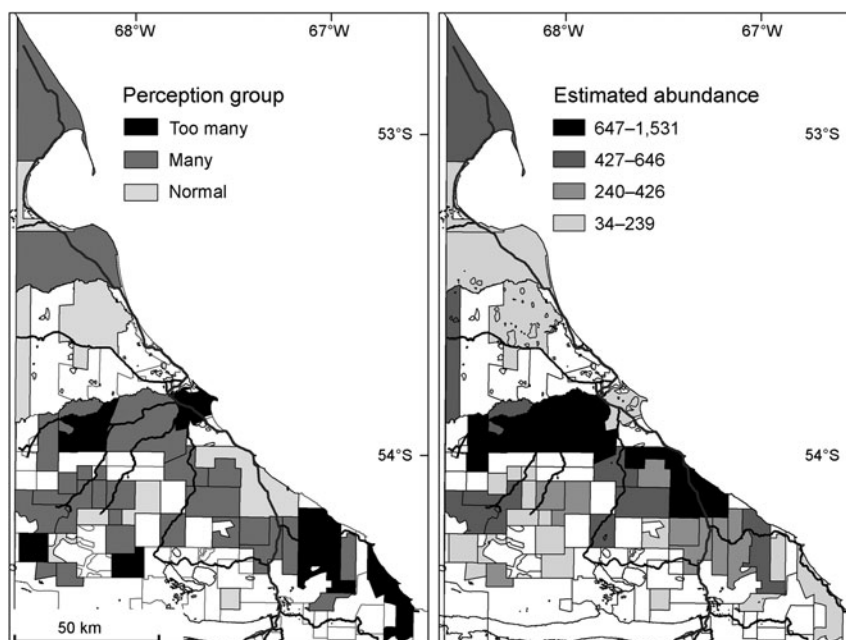 68°W 67°W
Perception group
Too many
Many
Normal
53°S
54°S
50 km
68°W 67°W
Estimated abundance
647–1,531
427–646
240–426
34–239
53°S
54°S